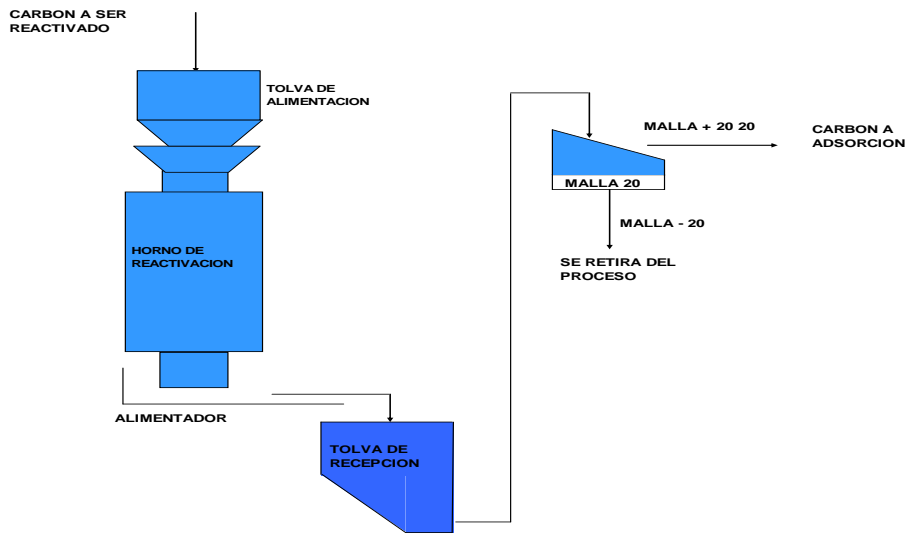 CARBON A SER
REACTIVADO
TOLVA DE
ALIMENTACION
HORNO DE
REACTIVACION
ALIMENTADOR
TOLVA DE
RECEPCION
MALLA + 20 20
CARBON A
ADSORCION
MALLA 20
MALLA - 20
SE RETIRA DEL
PROCESO